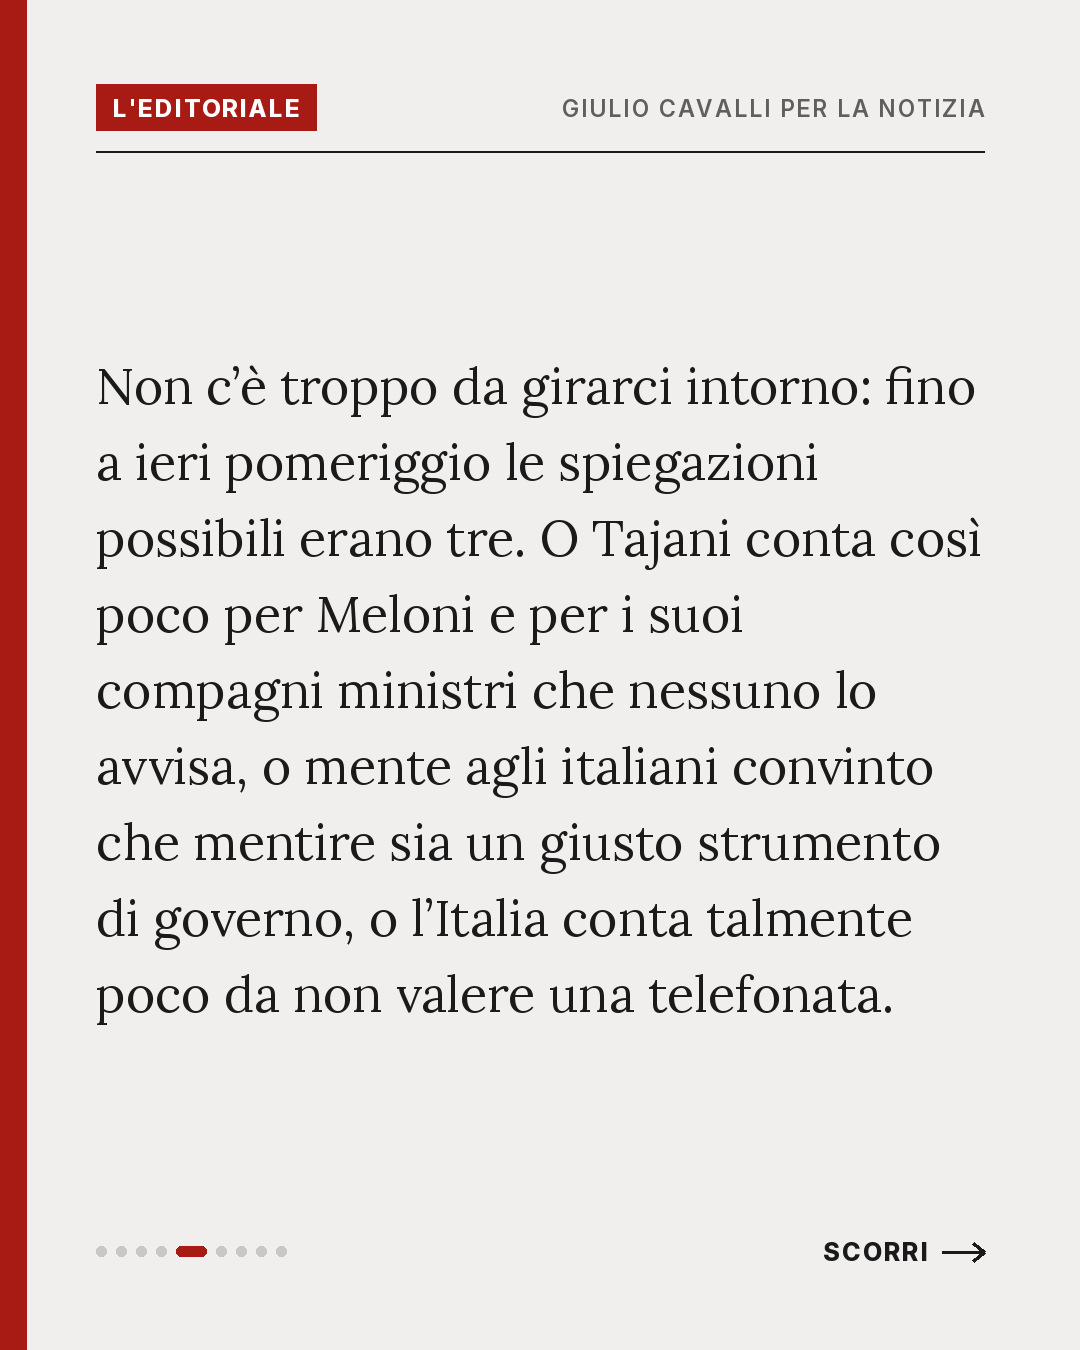 L'EDITORIALE
GIULIO CAVALLI PER LA NOTIZIA
Non c’è troppo da girarci intorno: fino
a ieri pomeriggio le spiegazioni
possibili erano tre. O Tajani conta così
poco per Meloni e per i suoi
compagni ministri che nessuno lo
avvisa, o mente agli italiani convinto
che mentire sia un giusto strumento
di governo, o l’Italia conta talmente
poco da non valere una telefonata.
SCORRI